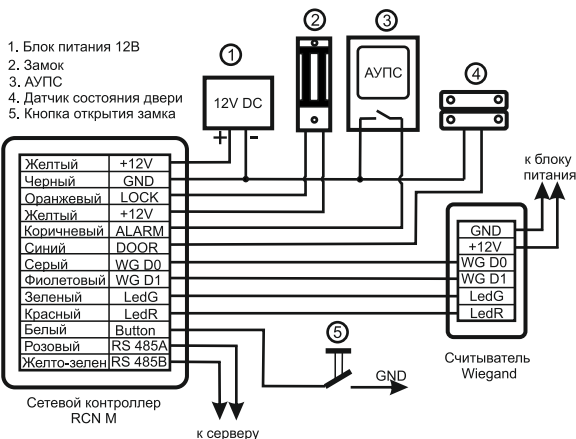 1. Блок питания 12В
2. Замок
3. АУПС
4. Датчик состояния двери
5. Кнопка открытия замка
1
2
3
4
12V DC
+ -
АУПС
к блоку
питания
Желтый +12V
Черный GND
Оранжевый LOCK
Желтый +12V
Коричневый ALARM
Синий DOOR
Серый WG D0
Фиолетовый WG D1
Зеленый LedG
Красный LedR
Белый Button
Розовый RS 485A
Желто-зелен RS 485B
GND
+12V
WG D0
WG D1
LedG
LedR
Считыватель
Wiegand
5
GND
Сетевой контроллер
RCN M
к серверу